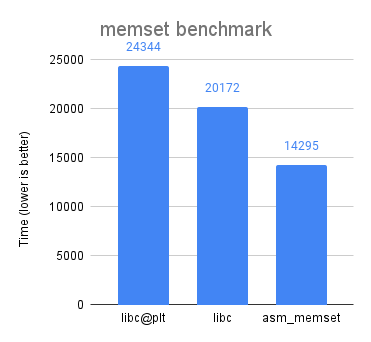 memset benchmark
24344
25000
20172
20000
14295
15000
10000
5000
0
Time (lower is better)
libc@plt
libc
asm_memset